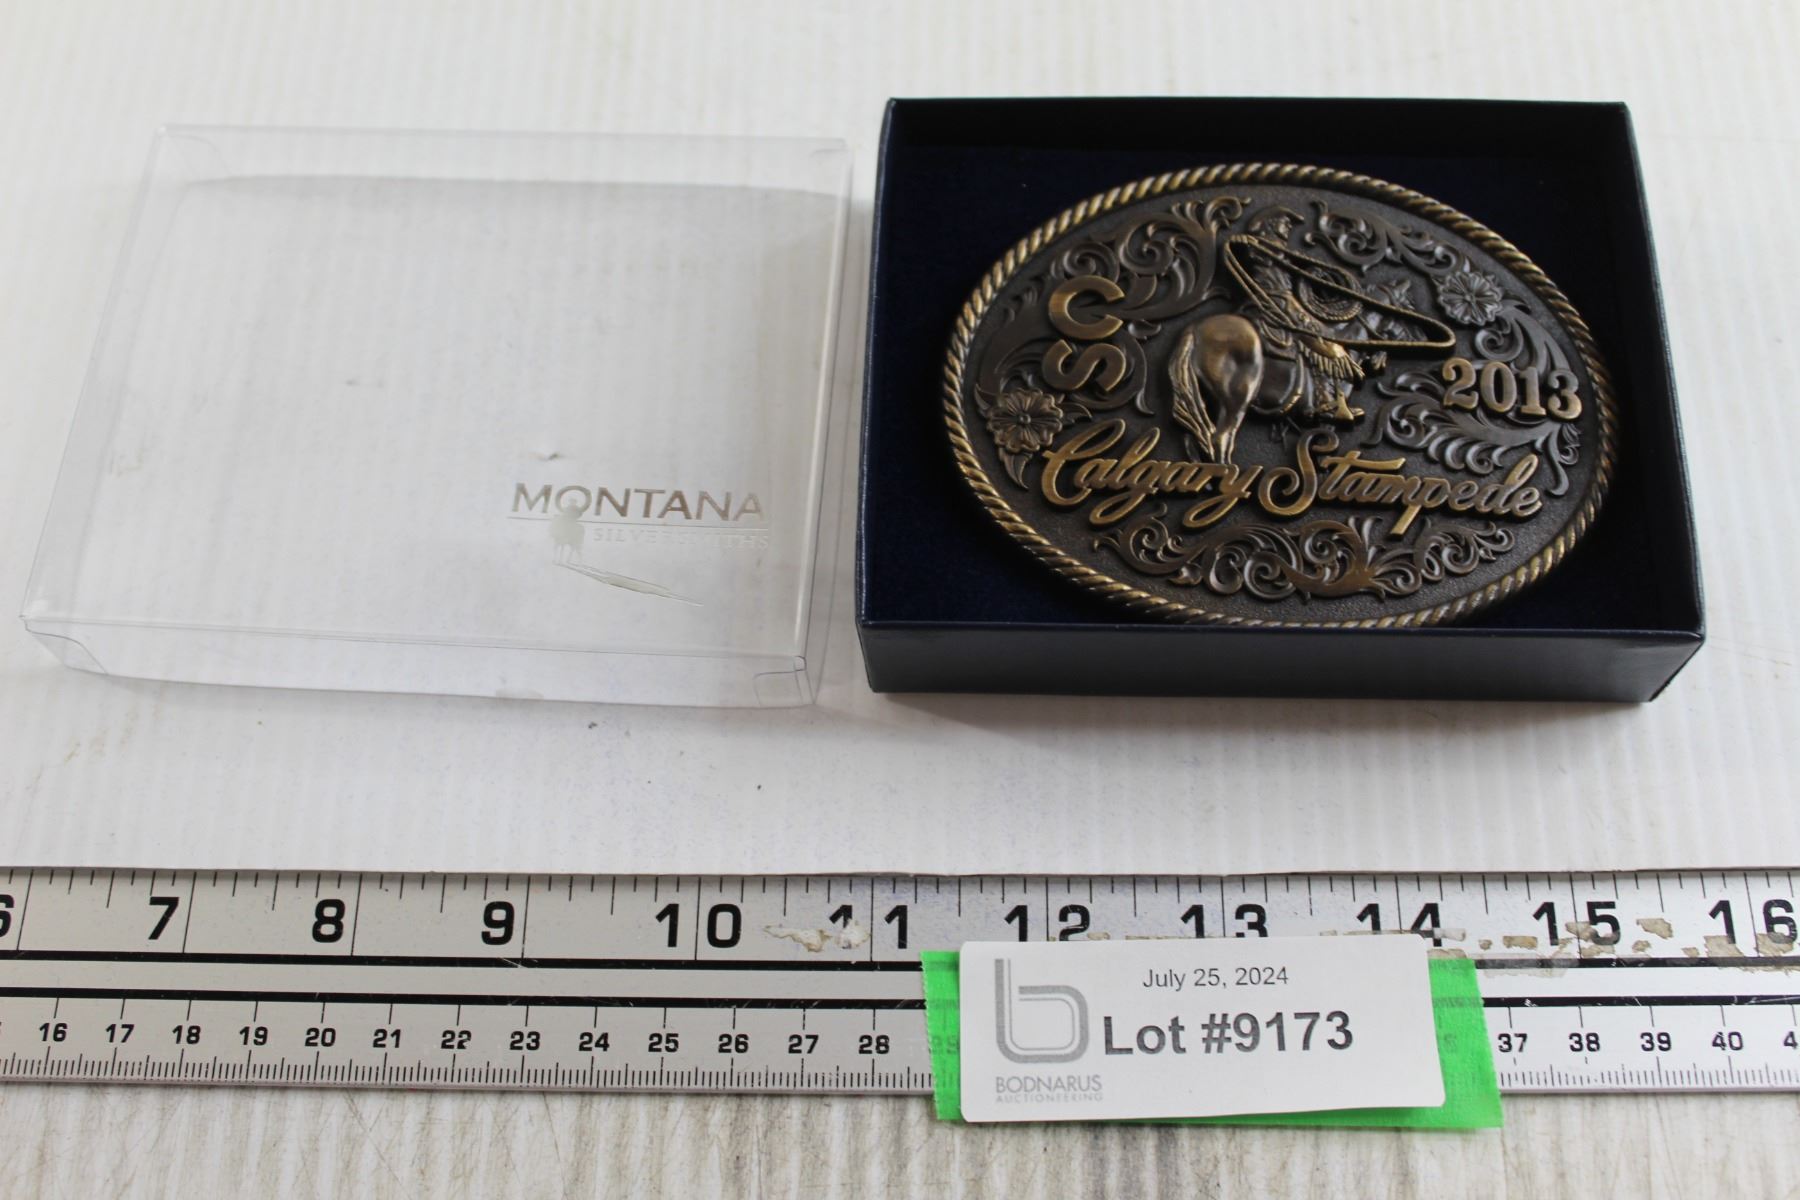 MONTANA
SILVERSMITHS
CS
2013
Calgary Stampede
6 7 8 9 10 11 12 13 14 15 16
16 17 18 19 20 21 22 23 24 25 26 27 28 29 37 38 39 40
July 25, 2024
Lot #9173
b
BODNARUS
AUCTIONEERING